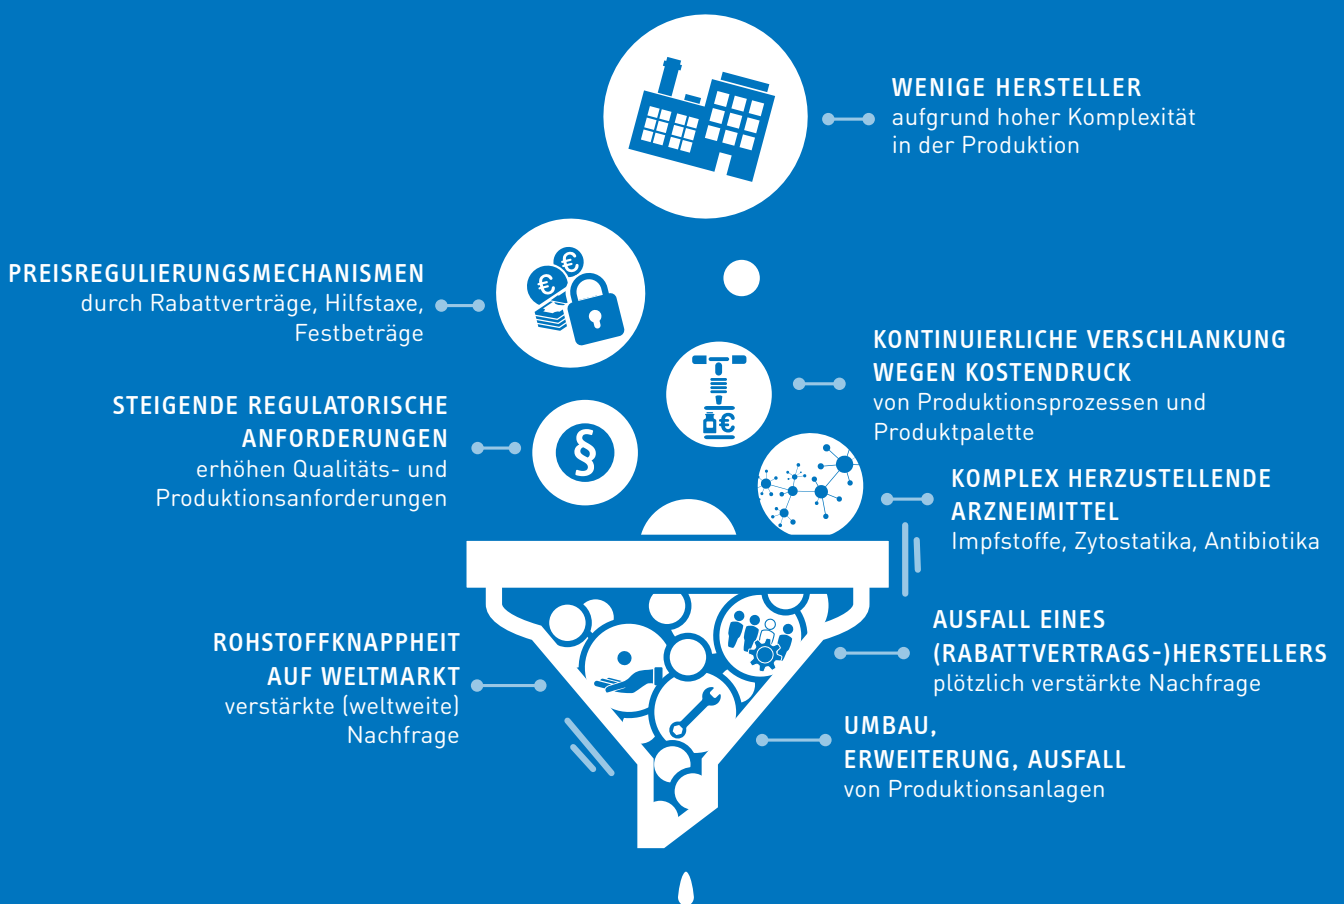 WENIGE HERSTELLER
aufgrund hoher Komplexität
in der Produktion
PREISREGULIERUNGSMECHANISMEN
durch Rabattverträge, Hilfstaxe,
Festbeträge
KONTINUIERLICHE VERSCHLANKUNG
WEGEN KOSTENDRUCK
von Produktionsprozessen und
Produktpalette
STEIGENDE REGULATORISCHE
ANFORDERUNGEN
erhöhen Qualitäts- und
Produktionsanforderungen
KOMPLEX HERZUSTELLENDE
ARZNEIMITTEL
Impfstoffe, Zytostatika, Antibiotika
ROHSTOFFKNAPPHEIT
AUF WELTMARKT
verstärkte (weltweite)
Nachfrage
AUSFALL EINES
(RABATTVERTRAGS-)HERSTELLERS
plötzlich verstärkte Nachfrage
UMBAU,
ERWEITERUNG, AUSFALL
von Produktionsanlagen